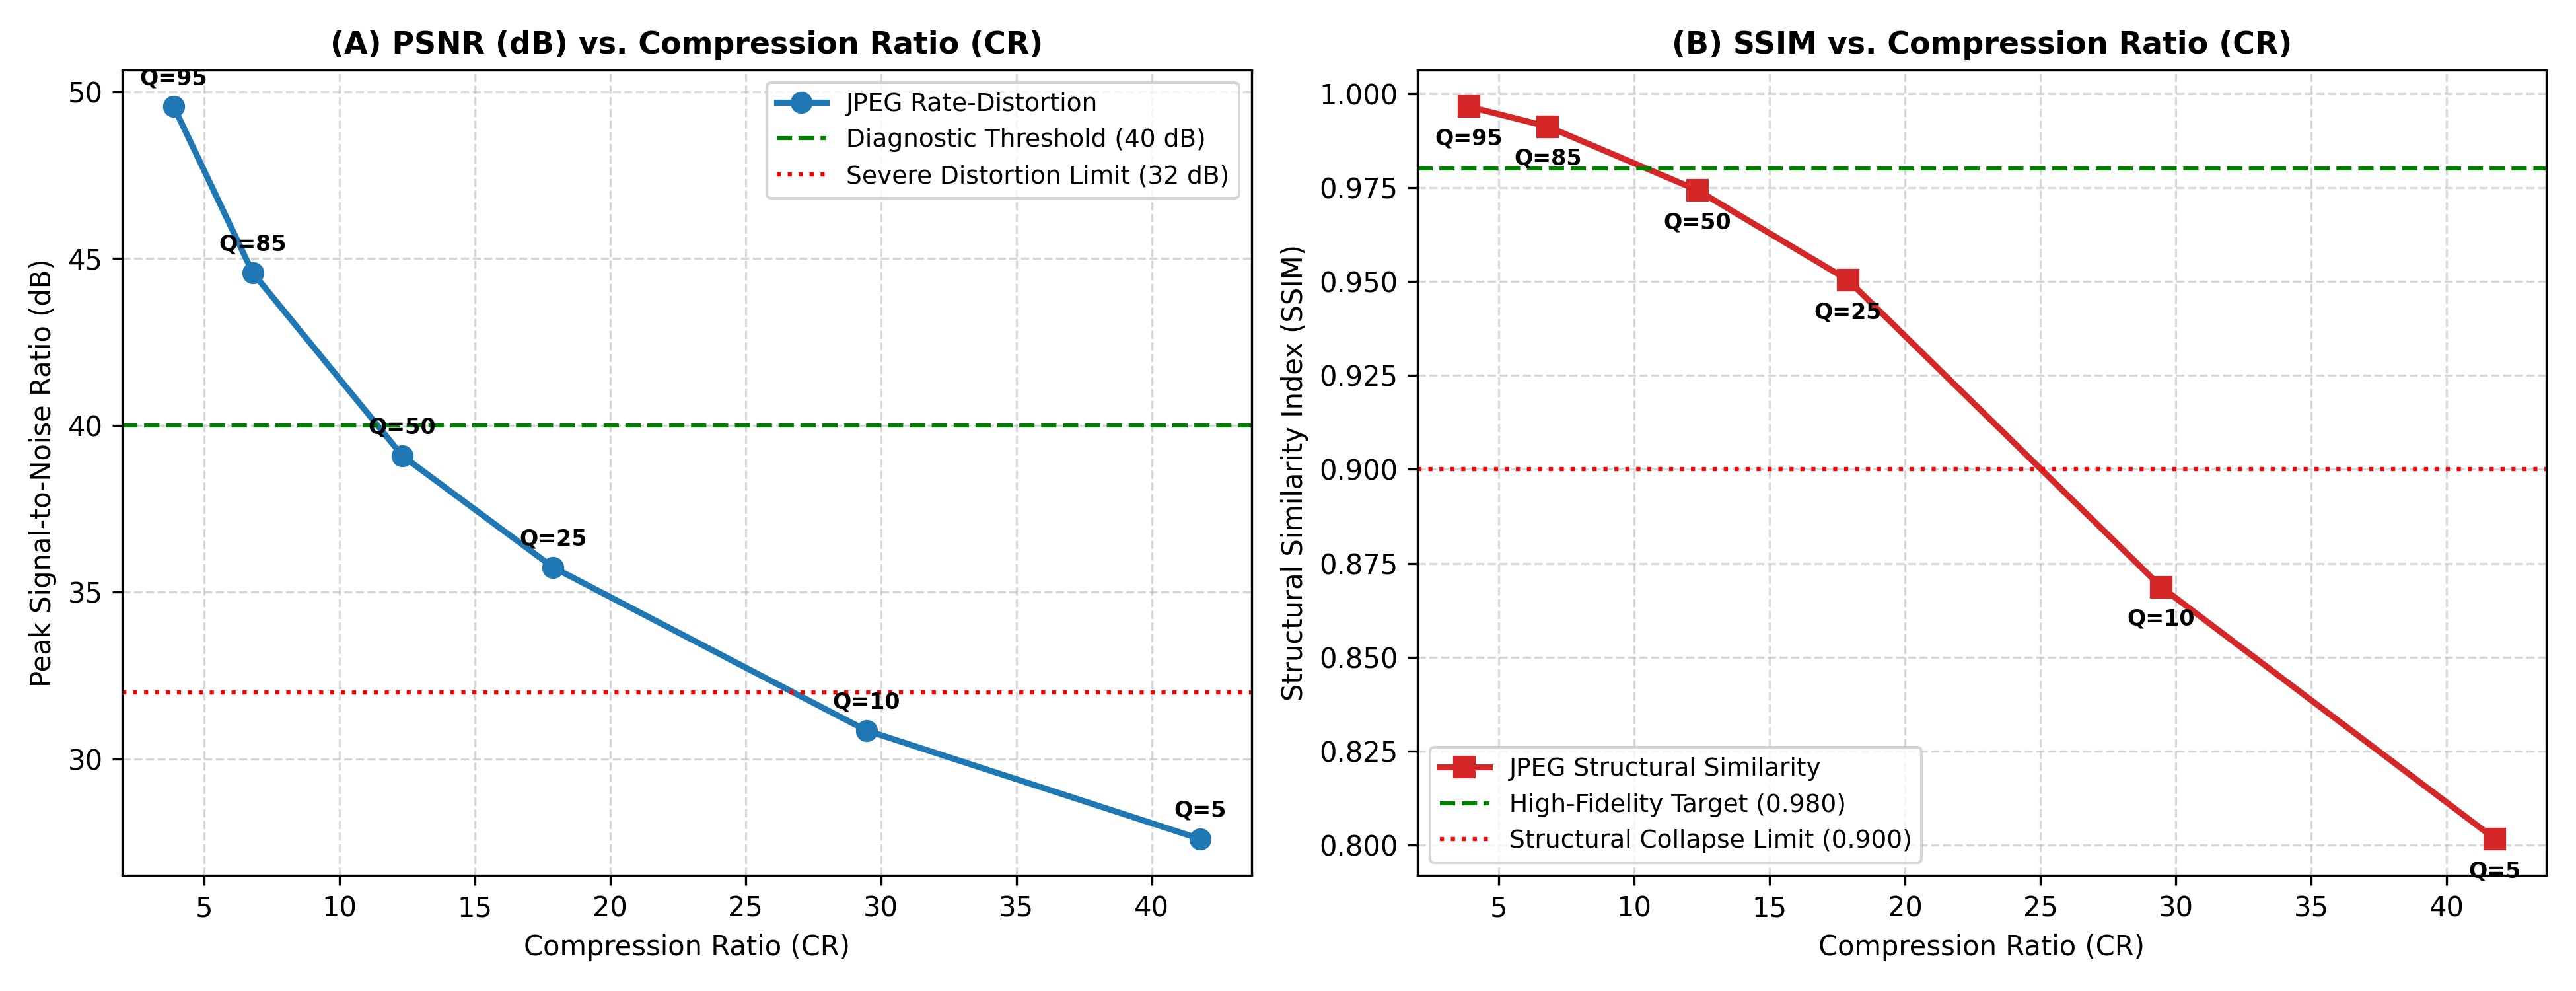 (A) PSNR (dB) vs. Compression Ratio (CR)
Peak Signal-to-Noise Ratio (dB)
50
45
40
35
30
Q=95
Q=85
Q=50
Q=25
Q=10
Q=5
JPEG Rate-Distortion
Diagnostic Threshold (40 dB)
Severe Distortion Limit (32 dB)
5 10 15 20 25 30 35 40
Compression Ratio (CR)
(B) SSIM vs. Compression Ratio (CR)
Structural Similarity Index (SSIM)
1.000
0.975
0.950
0.925
0.900
0.875
0.850
0.825
0.800
Q=95
Q=85
Q=50
Q=25
Q=10
Q=5
JPEG Structural Similarity
High-Fidelity Target (0.980)
Structural Collapse Limit (0.900)
5 10 15 20 25 30 35 40
Compression Ratio (CR)